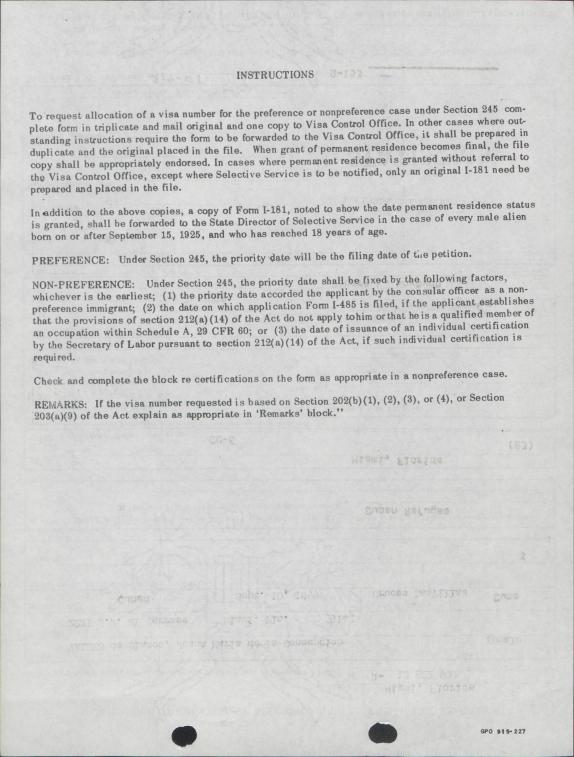 INSTRUCTIONS
To request allocation of a visa number for the preference or nonpreference case under Section 245 com-
plete form in triplicate and mail original and one copy to Visa Control Office. In other cases where out-
standing instructions require the form to be forwarded to the Visa Control Office, it shall be prepared in
duplicate and the original placed in the file. When grant of permanent residence becomes final, the file
copy shall be appropriately endorsed. In cases where permanent residence is granted without referral to
the Visa Control Office, except where Selective Service is to be notified, only an original I-181 need be
prepared and placed in the file.
In addition to the above copies, a copy of Form I-181, noted to show the date permanent residence status
is granted, shall be forwarded to the State Director of Selective Service in the case of every male alien
born on or after September 15, 1925, and who has reached 18 years of age.
PREFERENCE: Under Section 245, the priority date will be the filing date of the petition.
NON-PREFERENCE: Under Section 245, the priority date shall be fixed by the following factors,
whichever is the earliest; (1) the priority date accorded the applicant by the consular officer as a non-
preference immigrant; (2) the date on which application Form I-485 is filed, if the applicant establishes
that the provisions of section 212(a)(14) of the Act do not apply to him or that he is a qualified member of
an occupation within Schedule A, 29 CFR 60; or (3) the date of issuance of an individual certification
by the Secretary of Labor pursuant to section 212(a)(14) of the Act, if such individual certification is
required.
Check and complete the block re certifications on the form as appropriate in a nonpreference case.
REMARKS: If the visa number requested is based on Section 202(b)(1), (2), (3), or (4), or Section
203(a)(9) of the Act explain as appropriate in 'Remarks' block."
Miami, Florida
Cuban Refugee
Miami, Florida
GPO 915-227